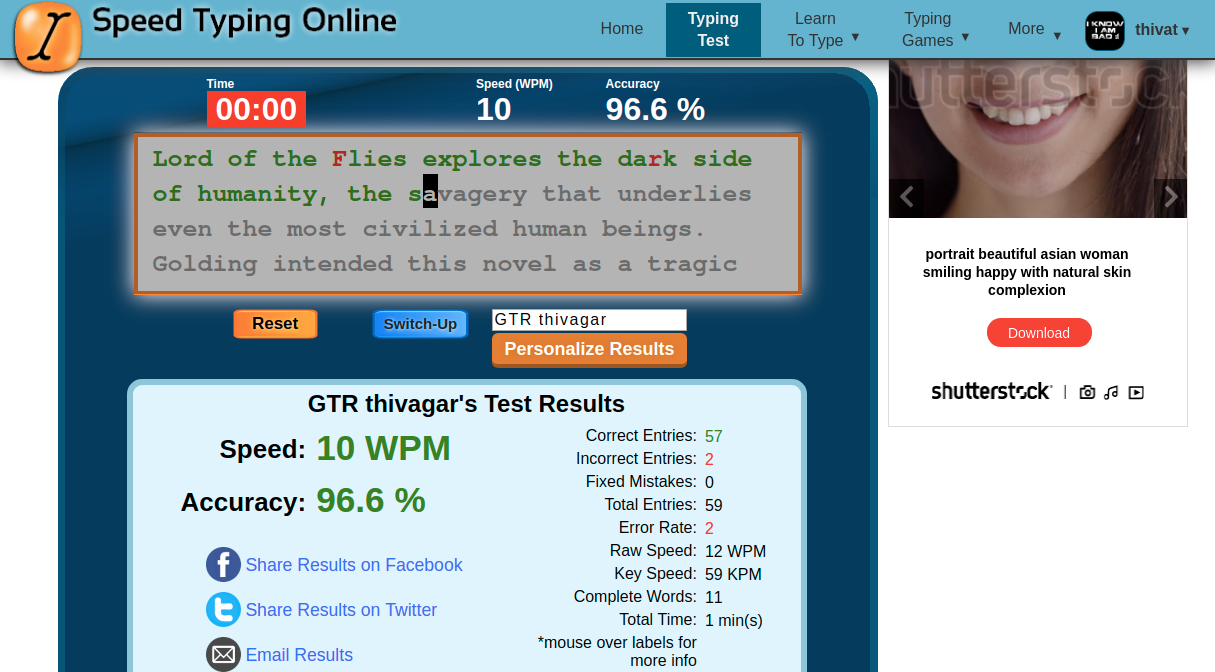 Speed Typing Online
Home
Typing
Test
Learn
To Type ▼
Typing
Games ▼
More ▼
I KNOW
I AM
BAD
thivat ▾
Time
00:00
Speed (WPM)
10
Accuracy
96.6 %
Lord of the Flies explores the dark side
of humanity, the savagery that underlies
even the most civilized human beings.
Golding intended this novel as a tragic
Reset
Switch-Up
GTR thivagar
Personalize Results
GTR thivagar's Test Results
Speed: 10 WPM
Accuracy: 96.6 %
Share Results on Facebook
Share Results on Twitter
Email Results
Correct Entries: 57
Incorrect Entries: 2
Fixed Mistakes: 0
Total Entries: 59
Error Rate: 2
Raw Speed: 12 WPM
Key Speed: 59 KPM
Complete Words: 11
Total Time: 1 min(s)
*mouse over labels for
more info
shutterstock
portrait beautiful asian woman
smiling happy with natural skin
complexion
Download
shutterstock